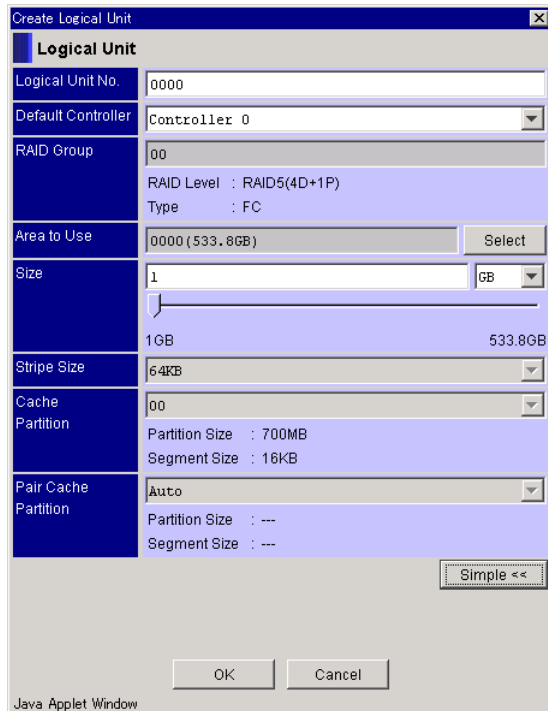 Create Logical Unit
Logical Unit
Logical Unit No. 0000
Default Controller Controller 0
RAID Group 00
RAID Level : RAID5(4D+1P)
Type : FC
Area to Use 0000(533.8GB) Select
Size 1 GB
1GB 533.8GB
Stripe Size 64KB
Cache Partition 00
Partition Size : 700MB
Segment Size : 16KB
Pair Cache Partition Auto
Partition Size : ---
Segment Size : ---
Simple <<
OK Cancel
Java Applet Window